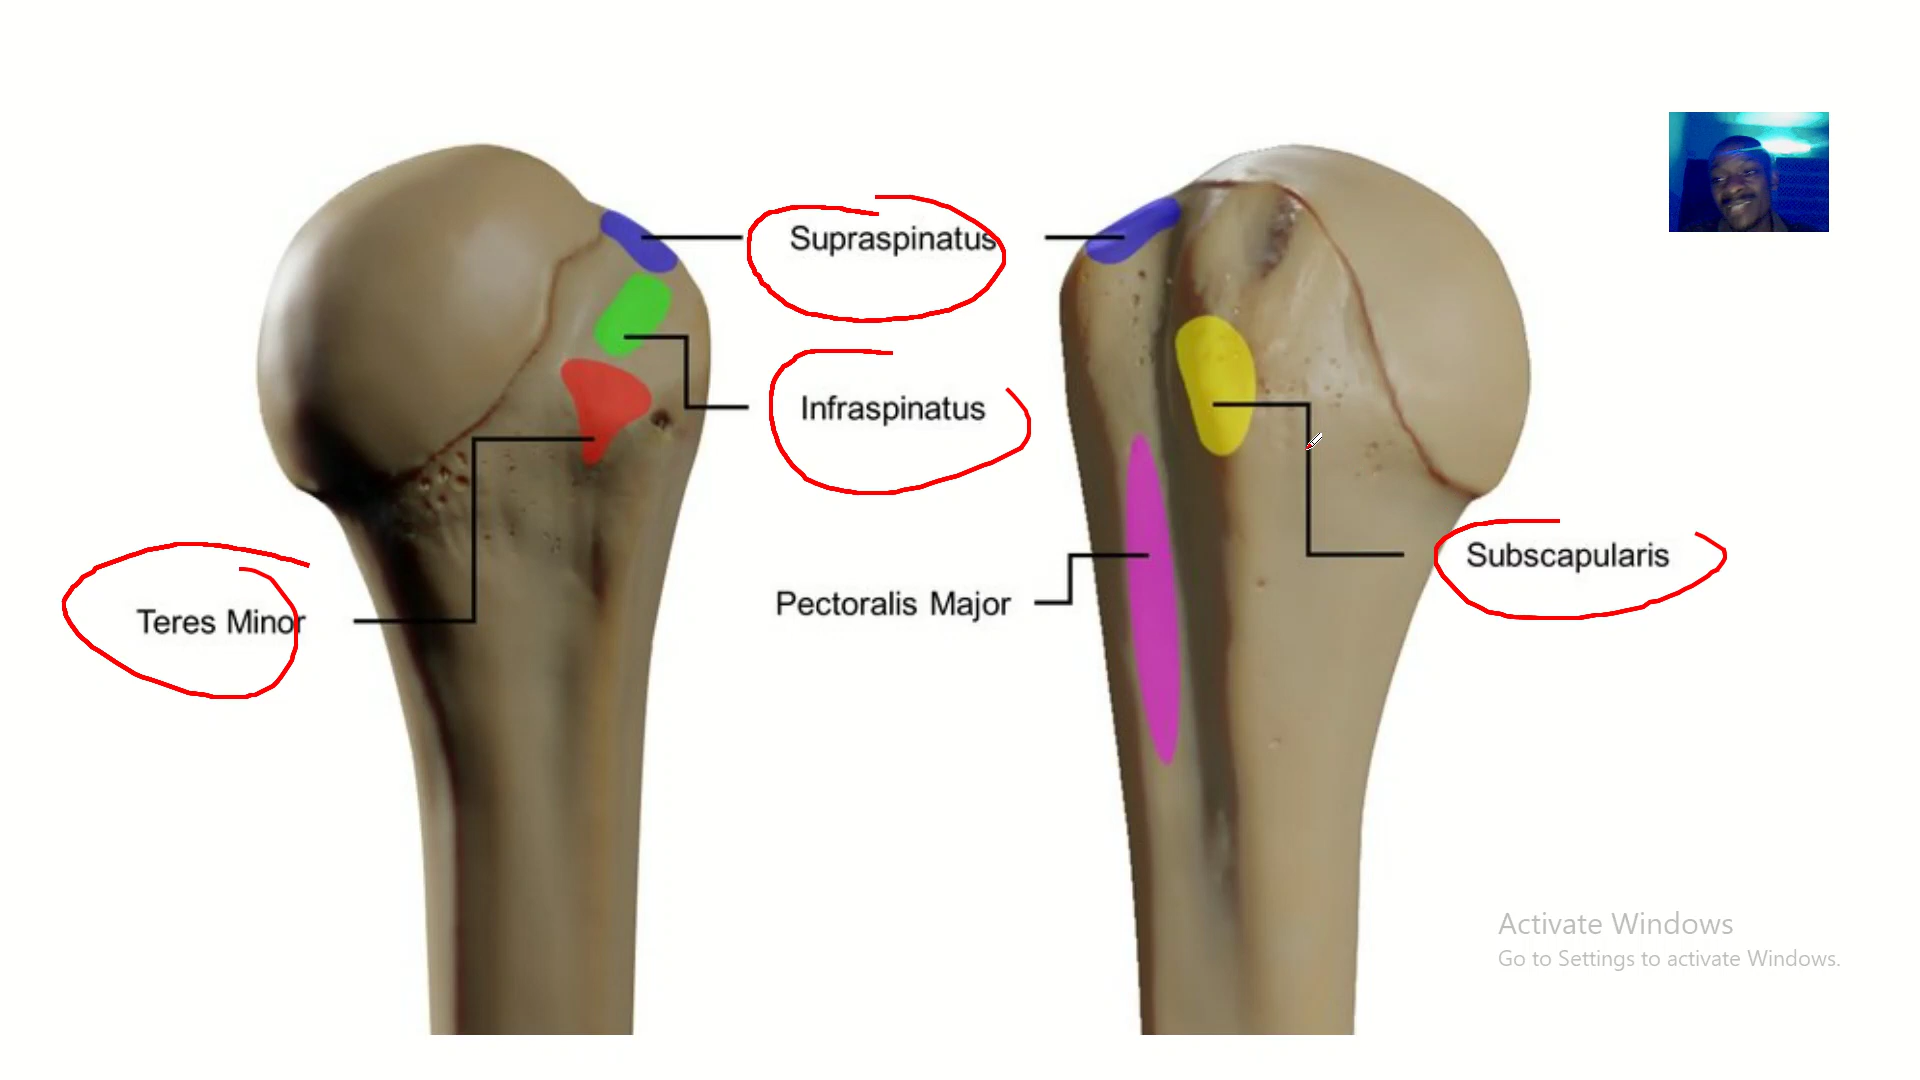 Supraspinatus
Infraspinatus
Teres Minor
Pectoralis Major
Subscapularis
Activate Windows
Go to Settings to activate Windows.